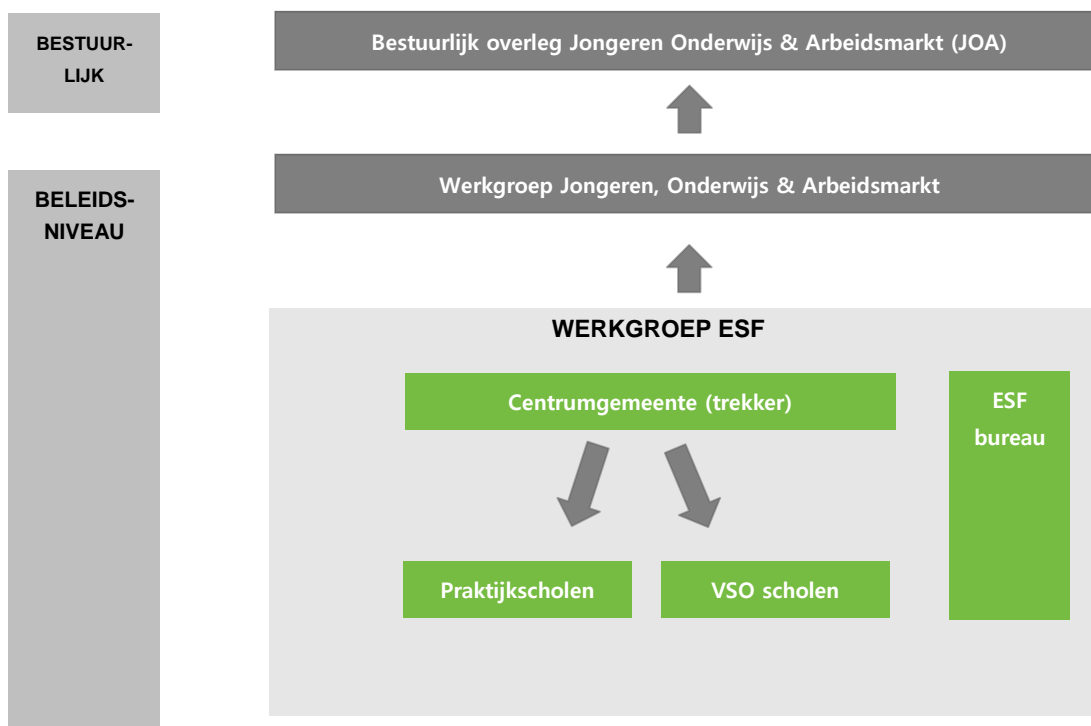 BESTUUR-
LIJK
Bestuurlijk overleg Jongeren Onderwijs & Arbeidsmarkt (JOA)
BELEIDS-
NIVEAU
Werkgroep Jongeren, Onderwijs & Arbeidsmarkt
WERKGROEP ESF
Centrumgemeente (trekker)
ESF
bureau
Praktijkscholen
VSO scholen